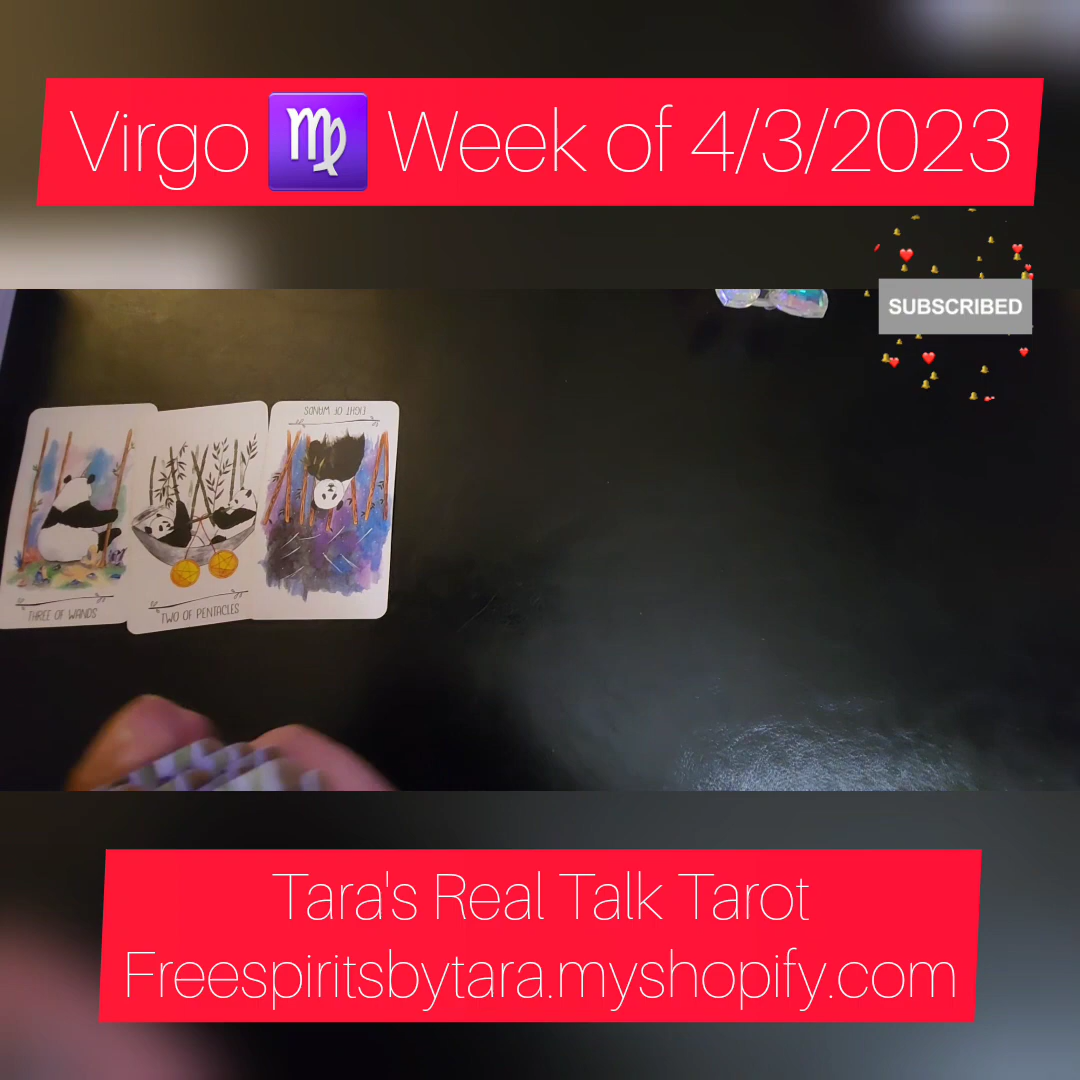 Virgo ♍ Week of 4/3/2023
SUBSCRIBED
EIGHT OF WANDS
THREE OF WANDS
TWO OF PENTACLES
Tara's Real Talk Tarot
Freespiritsbytara.myshopify.com